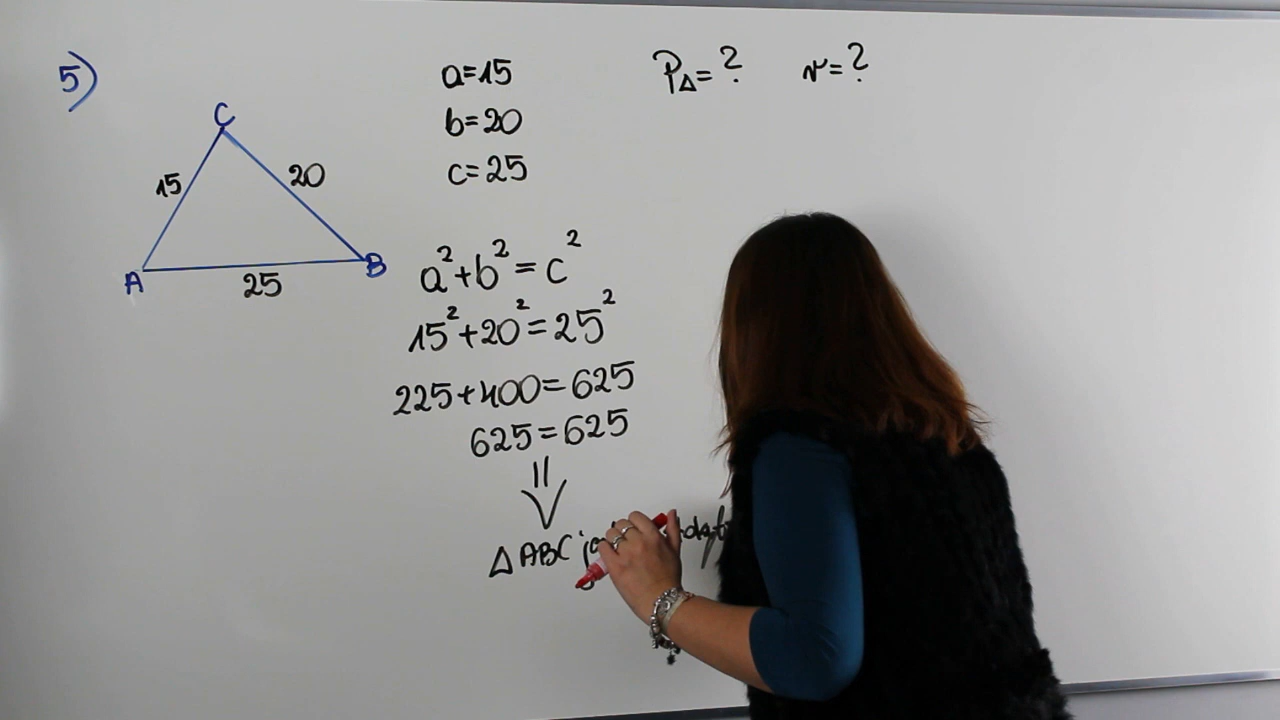 5)
a=15
b=20
c=25
P△=?
r=?
C
15
20
A
B
25
a²+b²=c²
15²+20²=25²
225+400=625
625=625
△ABC